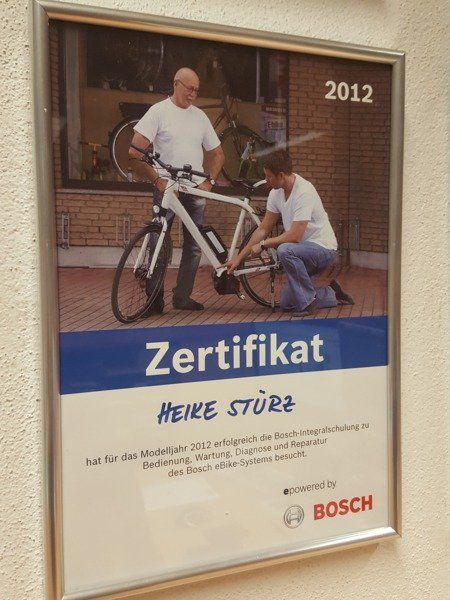 2012
Zertifikat
HEIKE STÜRZ
hat für das Modelljahr 2012 erfolgreich die Bosch-Integralschulung zu
Bedienung, Wartung, Diagnose und Reparatur
des Bosch eBike-Systems besucht.
epowered by
BOSCH